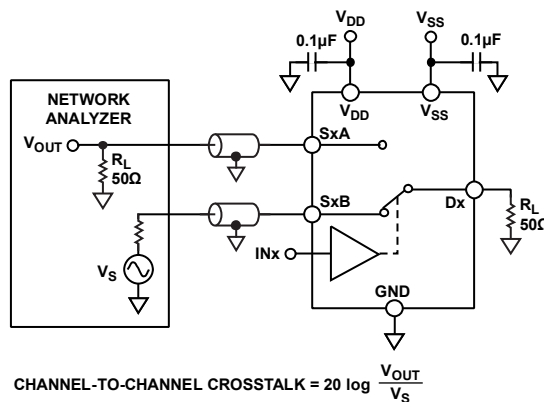 VDD
VSS
0.1µF
0.1µF
VDD
VSS
NETWORK
ANALYZER
VOUT
RL
50Ω
SxA
SxB
Dx
RL
50Ω
VS
INx
GND
CHANNEL-TO-CHANNEL CROSSTALK = 20 log VOUT
VS